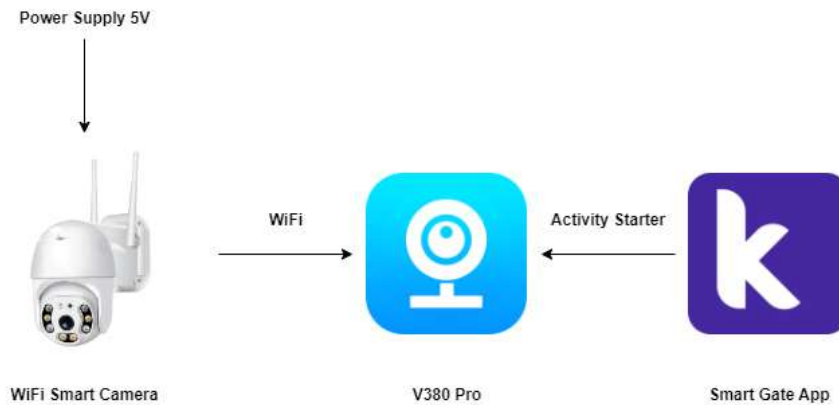 Power Supply 5V
WiFi
Activity Starter
k
WiFi Smart Camera
V380 Pro
Smart Gate App